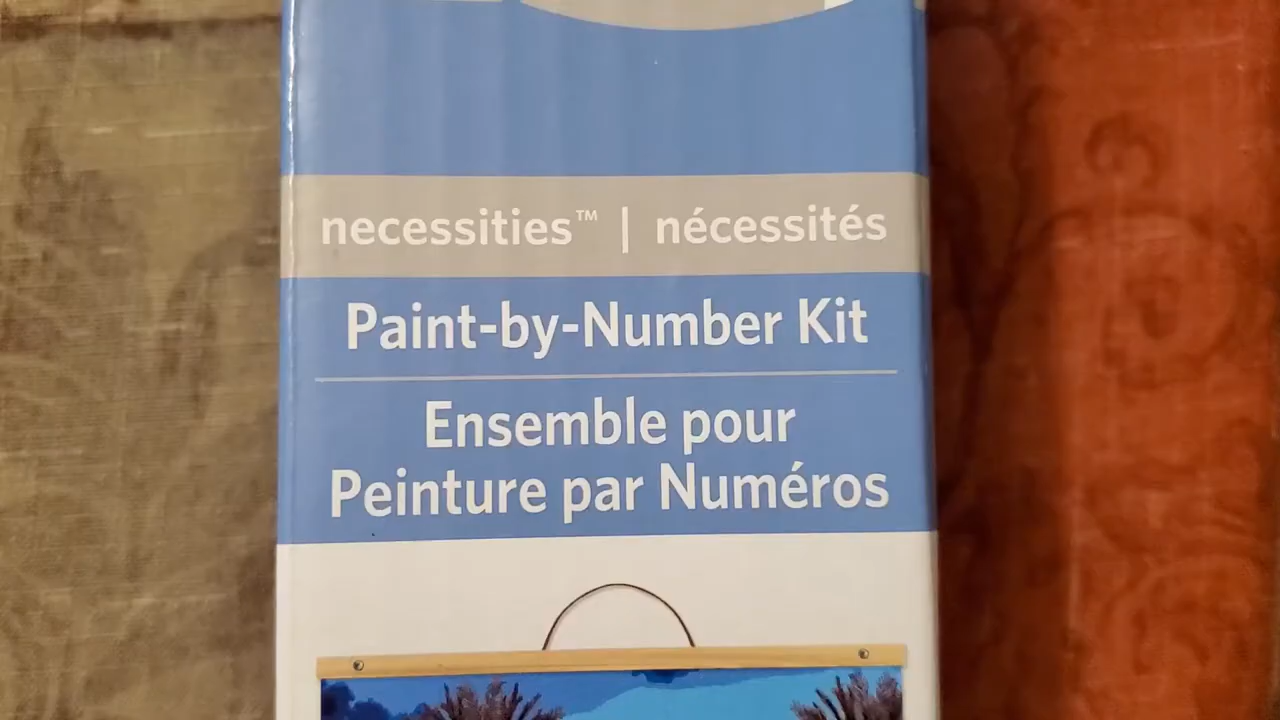 necessities™ | nécessités
Paint-by-Number Kit
Ensemble pour
Peinture par Numéros